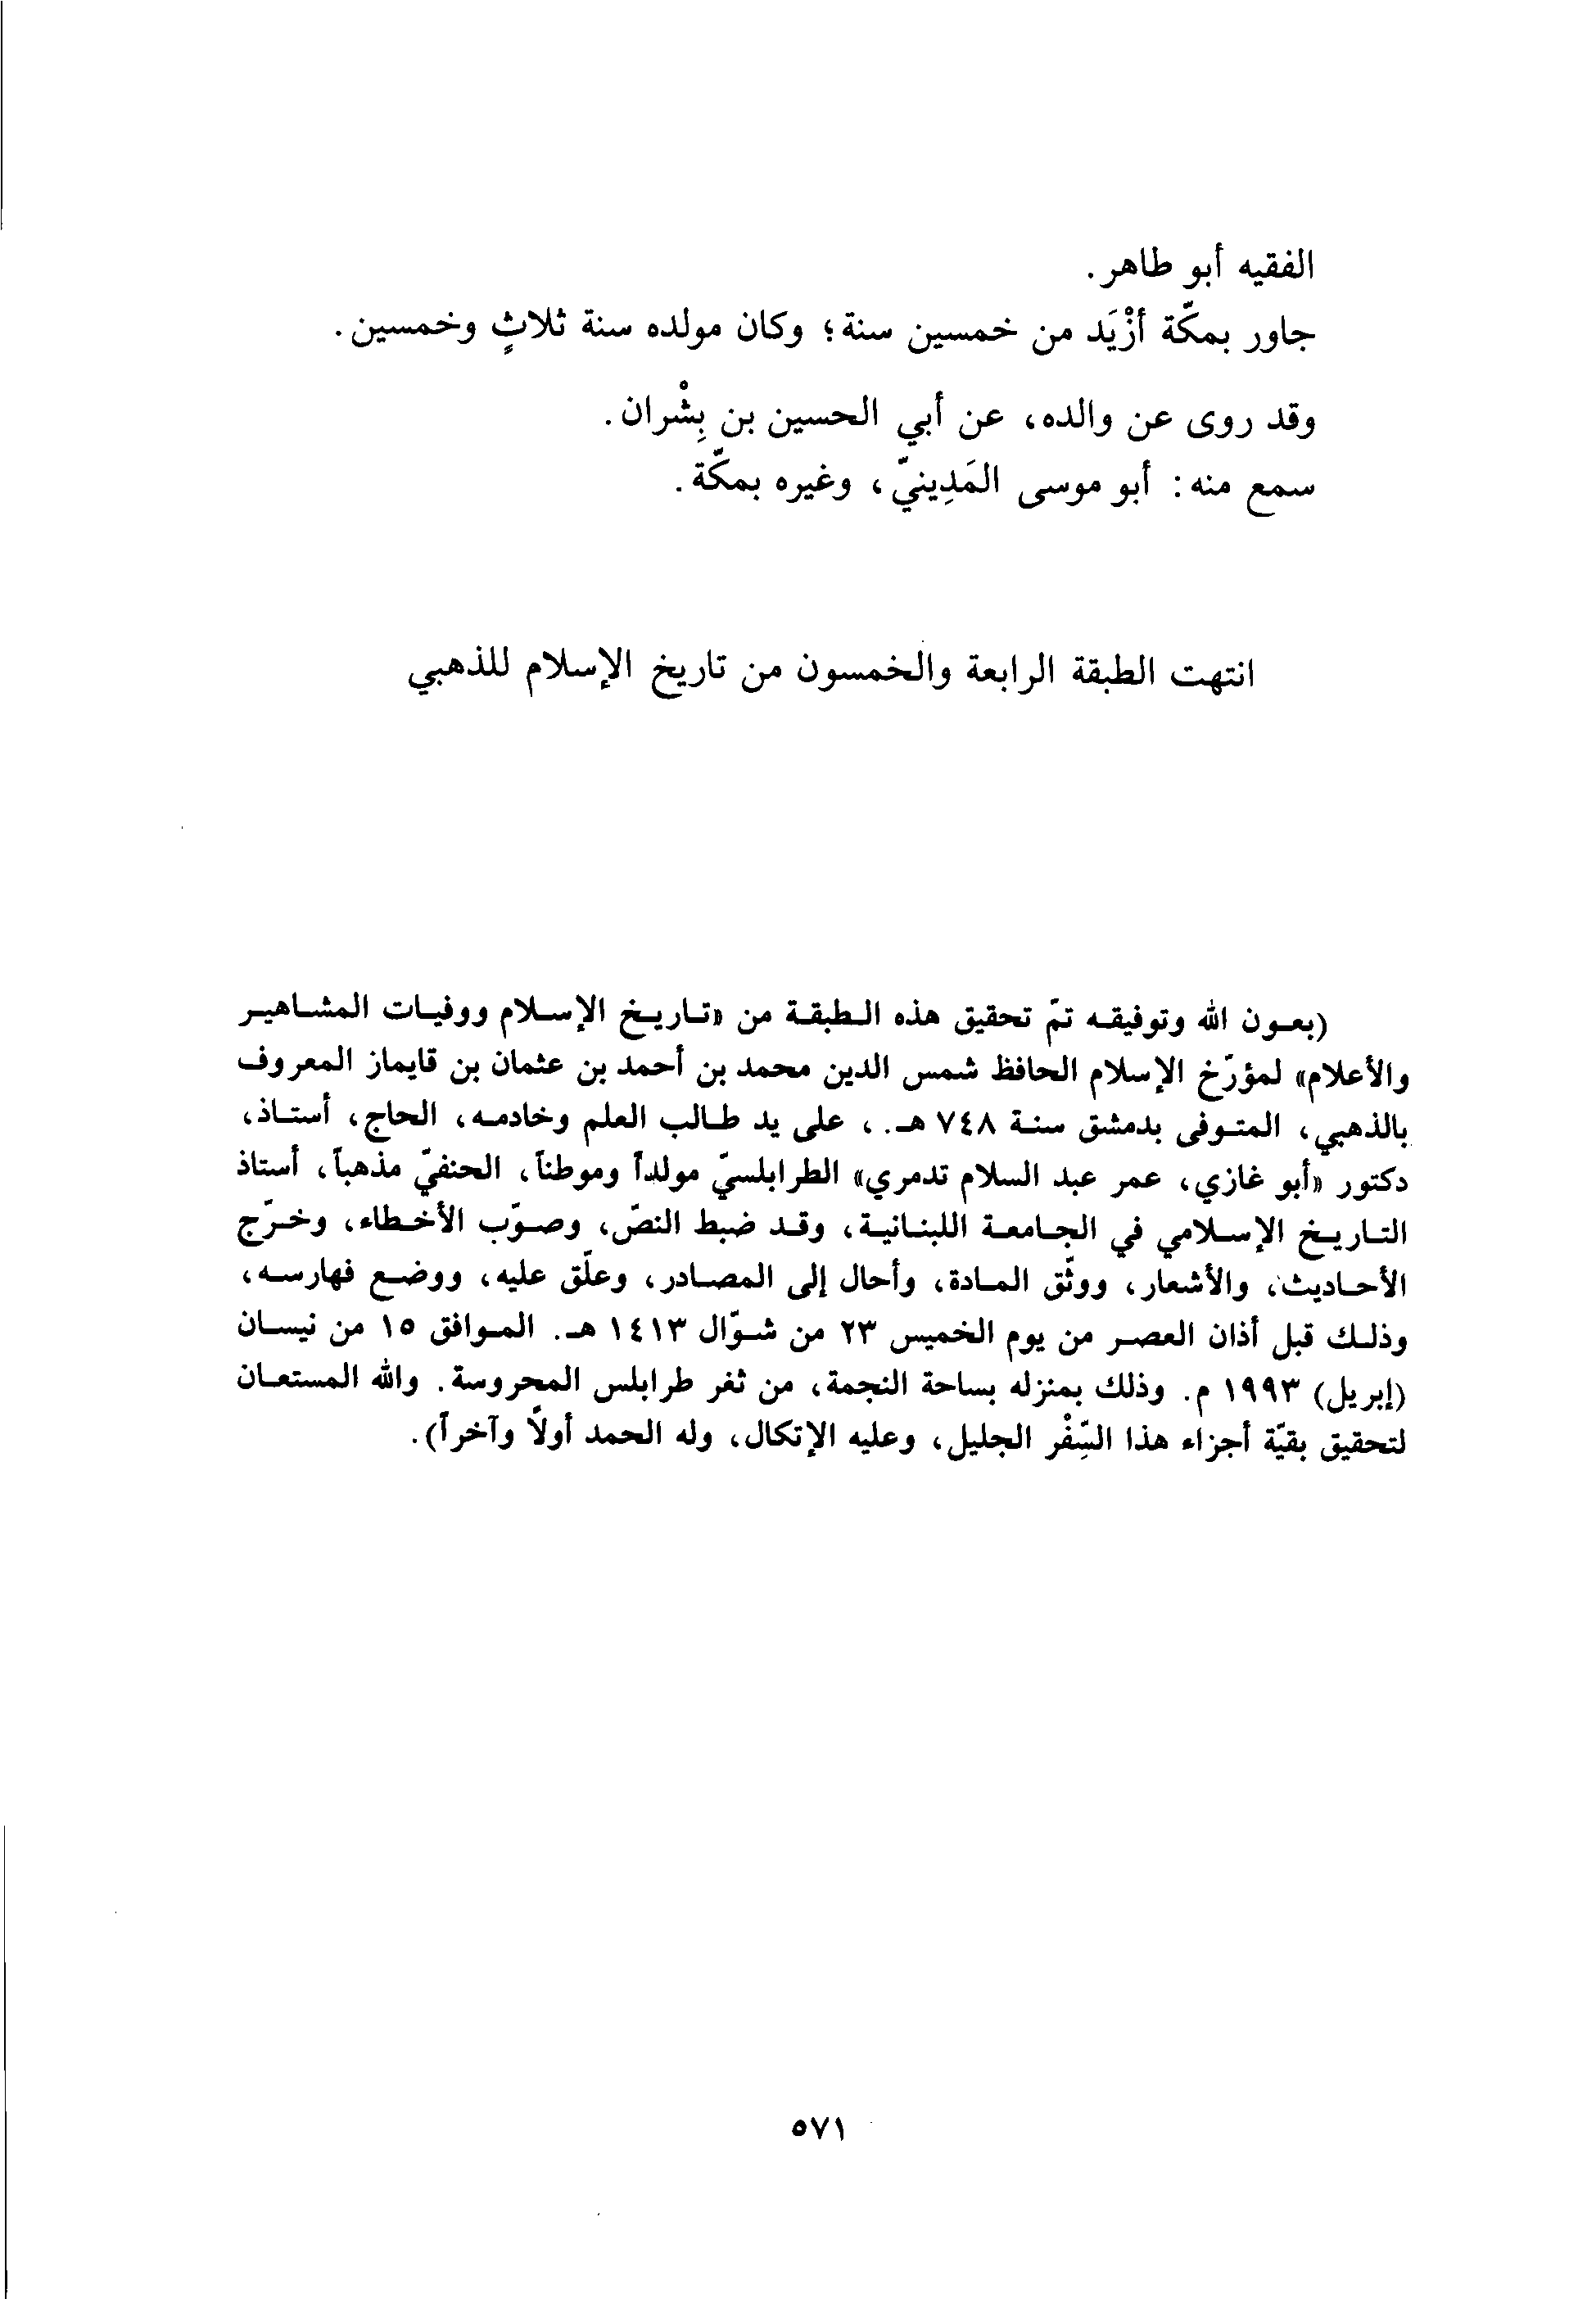 الفقيه أبو طاهر.
جاور بمكّة أزْيَد من خمسين سنة؛ وكان مولده سنة ثلاثٍ وخمسين.
وقد روى عن والده، عن أبي الحسين بن بِشْران.
سمع منه: أبو موسى المَدِينيّ، وغيره بمكّة.
انتهت الطبقة الرابعة والخمسون من تاريخ الإسلام للذهبي
(بعون الله وتوفيقه تمّ تحقيق هذه الطبقة من «تاريخ الإسلام ووفيات المشاهير
والأعلام» لمؤرّخ الإسلام الحافظ شمس الدين محمد بن أحمد بن عثمان بن قايماز المعروف
بالذهبي، المتوفى بدمشق سنة ٧٤٨ هـ.، على يد طالب العلم وخادمه، الحاج، أستاذ،
دكتور «أبو غازي، عمر عبد السلام تدمري» الطرابلسيّ مولداً وموطناً، الحنفيّ مذهباً، أستاذ
التاريخ الإسلامي في الجامعة اللبنانية، وقد ضبط النصّ، وصوّب الأخطاء، وخرّج
الأحاديث، والأشعار، ووثّق المادة، وأحال إلى المصادر، وعلّق عليه، ووضع فهارسه،
وذلك قبل أذان العصر من يوم الخميس ٢٣ من شوّال ١٤١٣ هـ. الموافق ١٥ من نيسان
(إبريل) ١٩٩٣ م. وذلك بمنزله بساحة النجمة، من ثغر طرابلس المحروسة. والله المستعان
لتحقيق بقيّة أجزاء هذا السِّفْر الجليل، وعليه الإتكال، وله الحمد أولاً وآخراً).
٥٧١